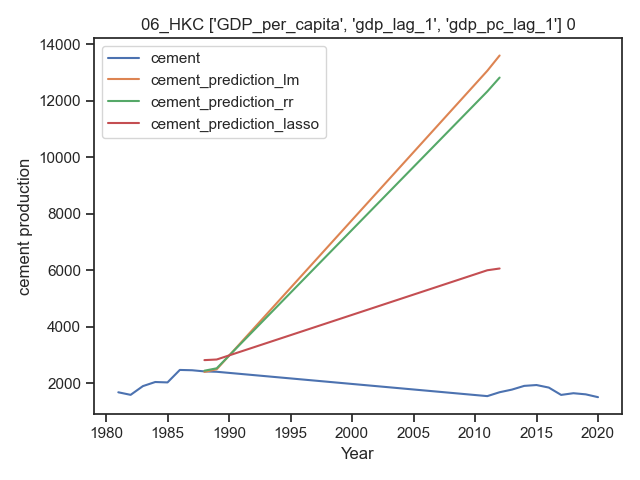 06_HKC ['GDP_per_capita', 'gdp_lag_1', 'gdp_pc_lag_1'] 0
14000
12000
10000
8000
6000
4000
2000
cement production
cement
cement_prediction_lm
cement_prediction_rr
cement_prediction_lasso
1980 1985 1990 1995 2000 2005 2010 2015 2020
Year